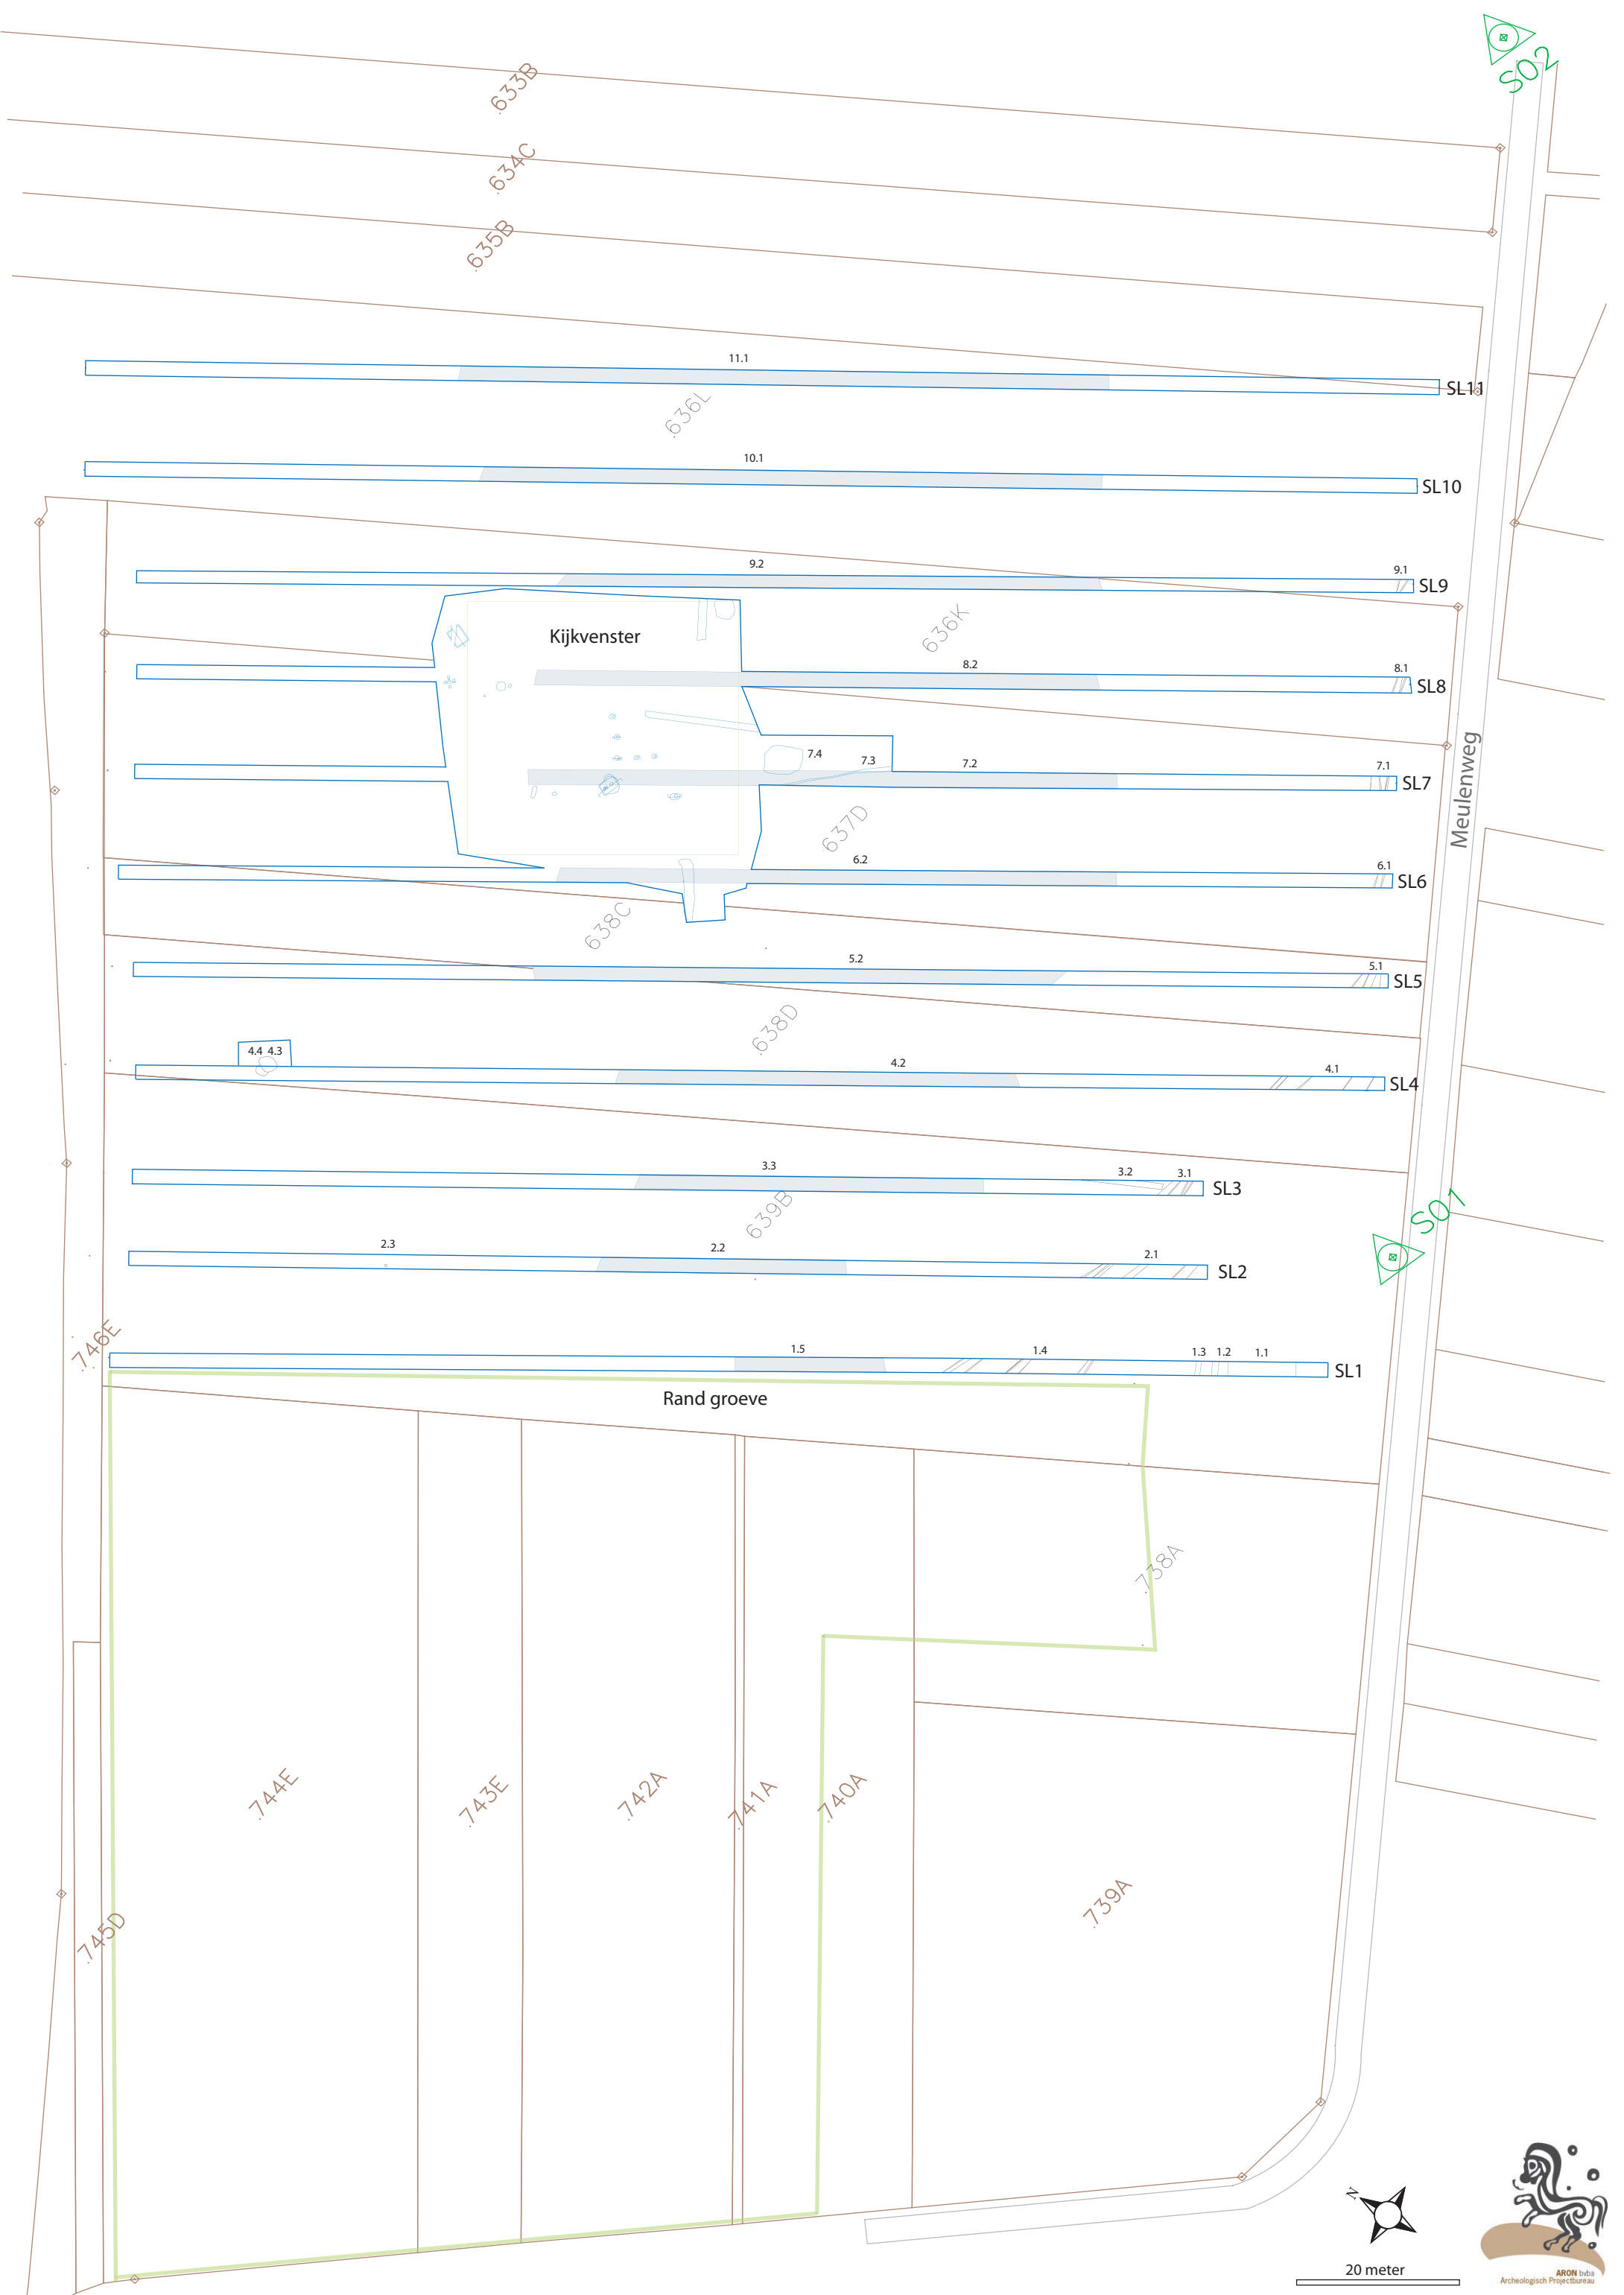 S02
.633B
.634C
.635B
11.1
SL11
.636L
10.1
SL10
9.2
9.1
SL9
.636K
Kijkvenster
8.2
8.1
SL8
7.4
7.3
7.2
7.1
SL7
Meulenweg
.637D
6.2
6.1
SL6
.638C
5.2
5.1
SL5
.638D
4.4 4.3
4.2
4.1
SL4
3.3
3.2
3.1
SL3
.639B
S01
2.3
2.2
2.1
SL2
.746E
1.5
1.4
1.3
1.2
1.1
SL1
Rand groeve
.738A
.744E
.743E
.742A
.741A
.740A
.739A
.745D
N
20 meter
ARON bvba
Archeologisch Projectbureau